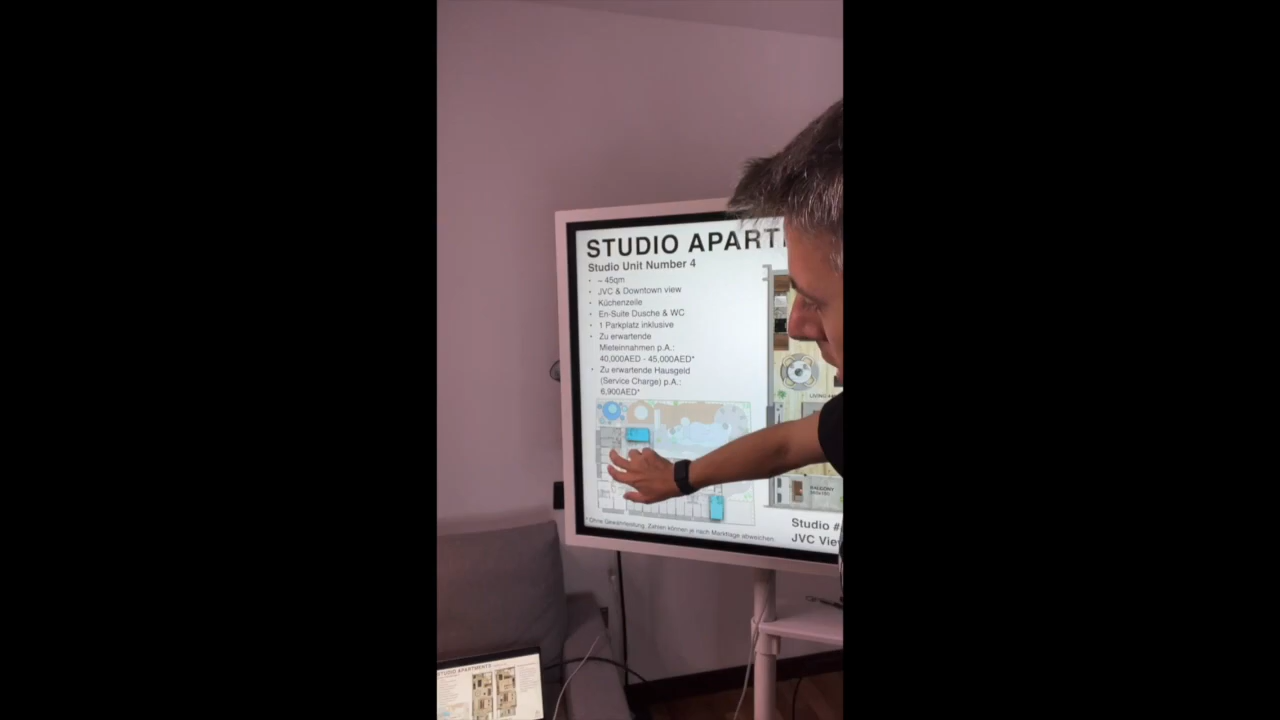 STUDIO APART
Studio Unit Number 4
• ~ 45qm
• JVC & Downtown view
• Küchenzeile
• En-Suite Dusche & WC
• 1 Parkplatz inklusive
• Zu erwartende
Mieteinnahmen p.A.:
40,000AED - 45,000AED*
• Zu erwartende Hausgeld
(Service Charge) p.A.:
6,900AED*
* Ohne Gewährleistung, Zahlen können je nach Marktlage abweichen.
LIVING
BALCONY
Studio #
JVC View
STUDIO APARTMENTS